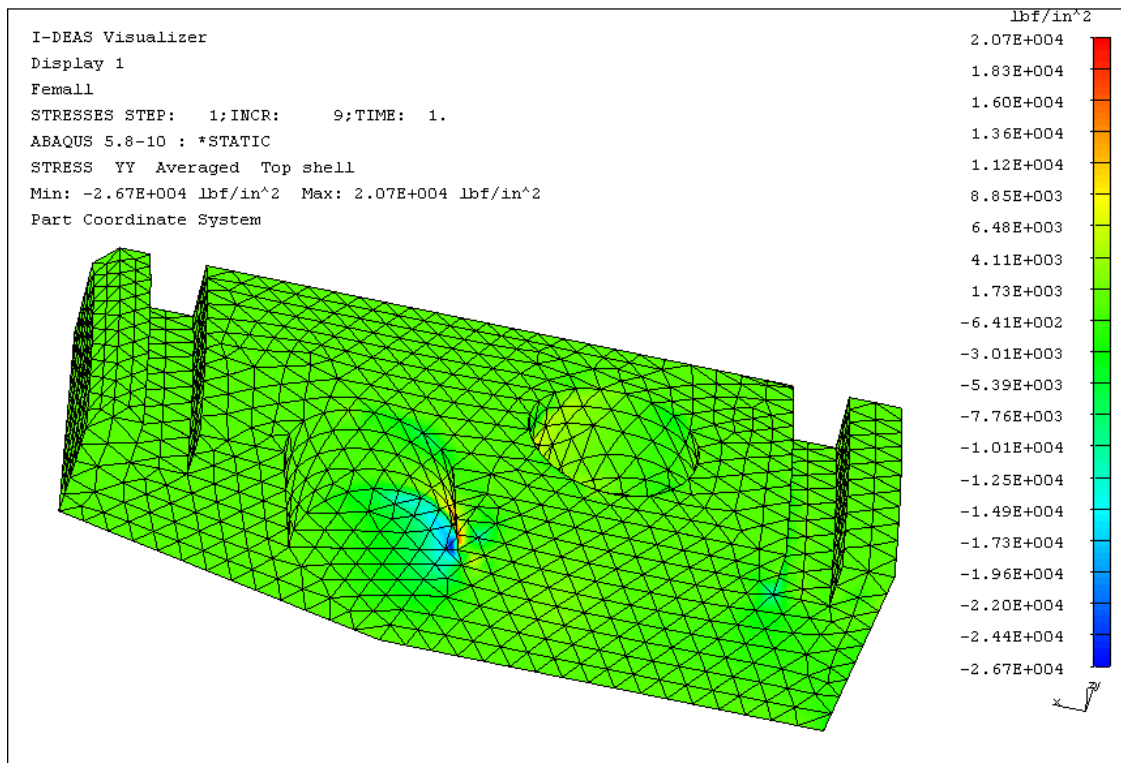 I-DEAS Visualizer
Display 1
Femall
STRESSES STEP:   1;INCR:      9;TIME:  1.
ABAQUS 5.8-10 : *STATIC
STRESS  YY  Averaged  Top shell
Min: -2.67E+004 lbf/in^2  Max: 2.07E+004 lbf/in^2
Part Coordinate System
lbf/in^2
2.07E+004
1.83E+004
1.60E+004
1.36E+004
1.12E+004
8.85E+003
6.48E+003
4.11E+003
1.73E+003
-6.41E+002
-3.01E+003
-5.39E+003
-7.76E+003
-1.01E+004
-1.25E+004
-1.49E+004
-1.73E+004
-1.96E+004
-2.20E+004
-2.44E+004
-2.67E+004
zy
x